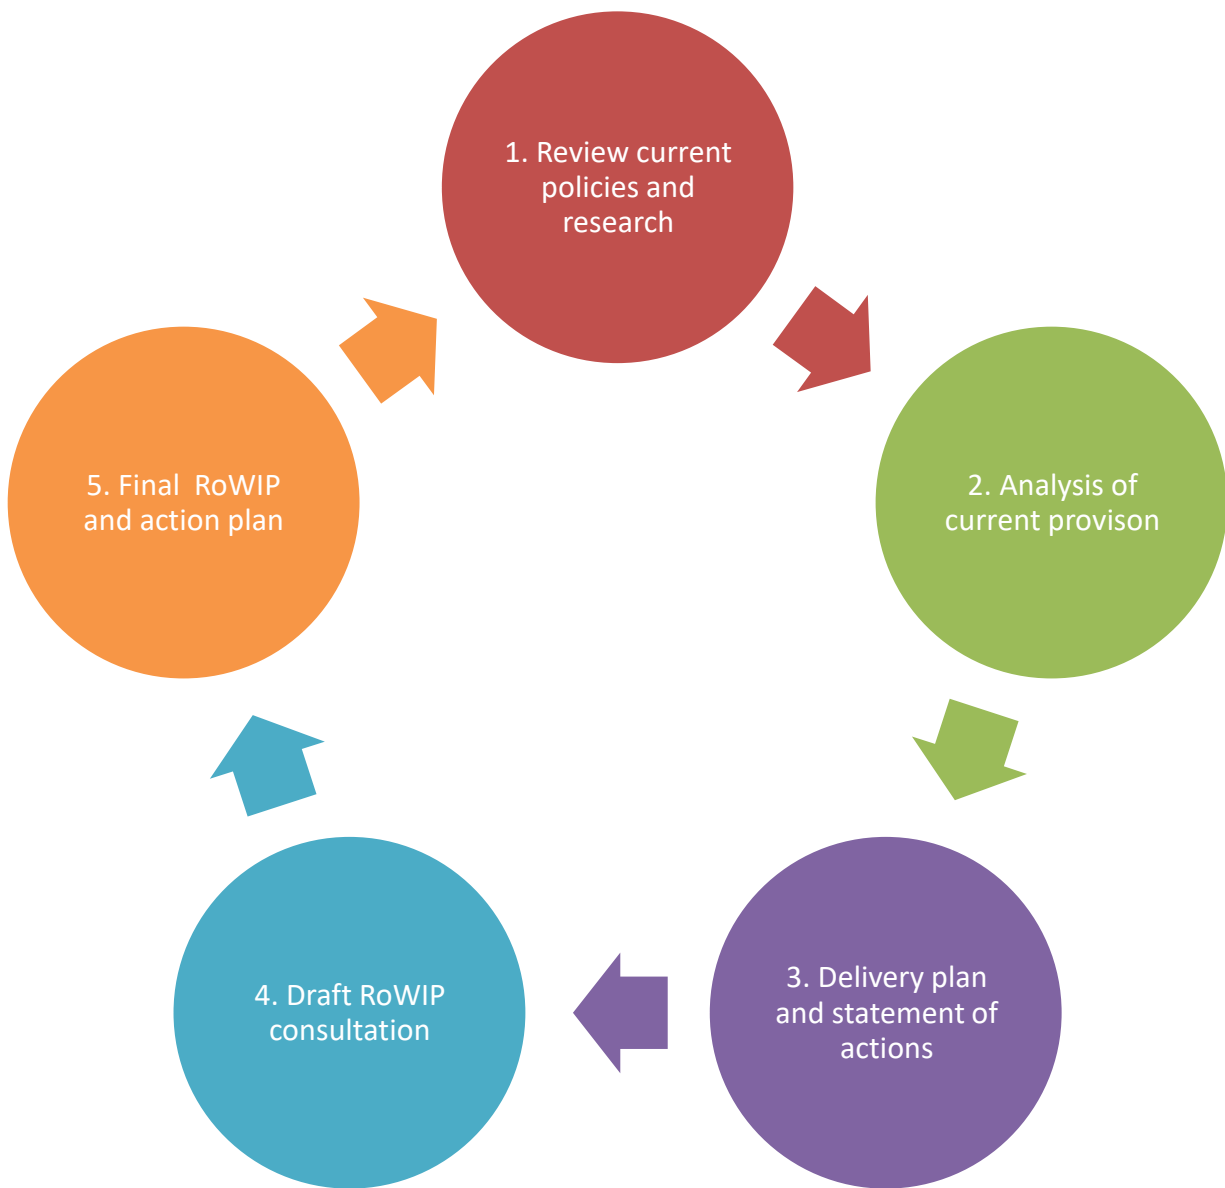 1. Review current
policies and
research
2. Analysis of
current provison
3. Delivery plan
and statement of
actions
4. Draft RoWIP
consultation
5. Final  RoWIP
and action plan